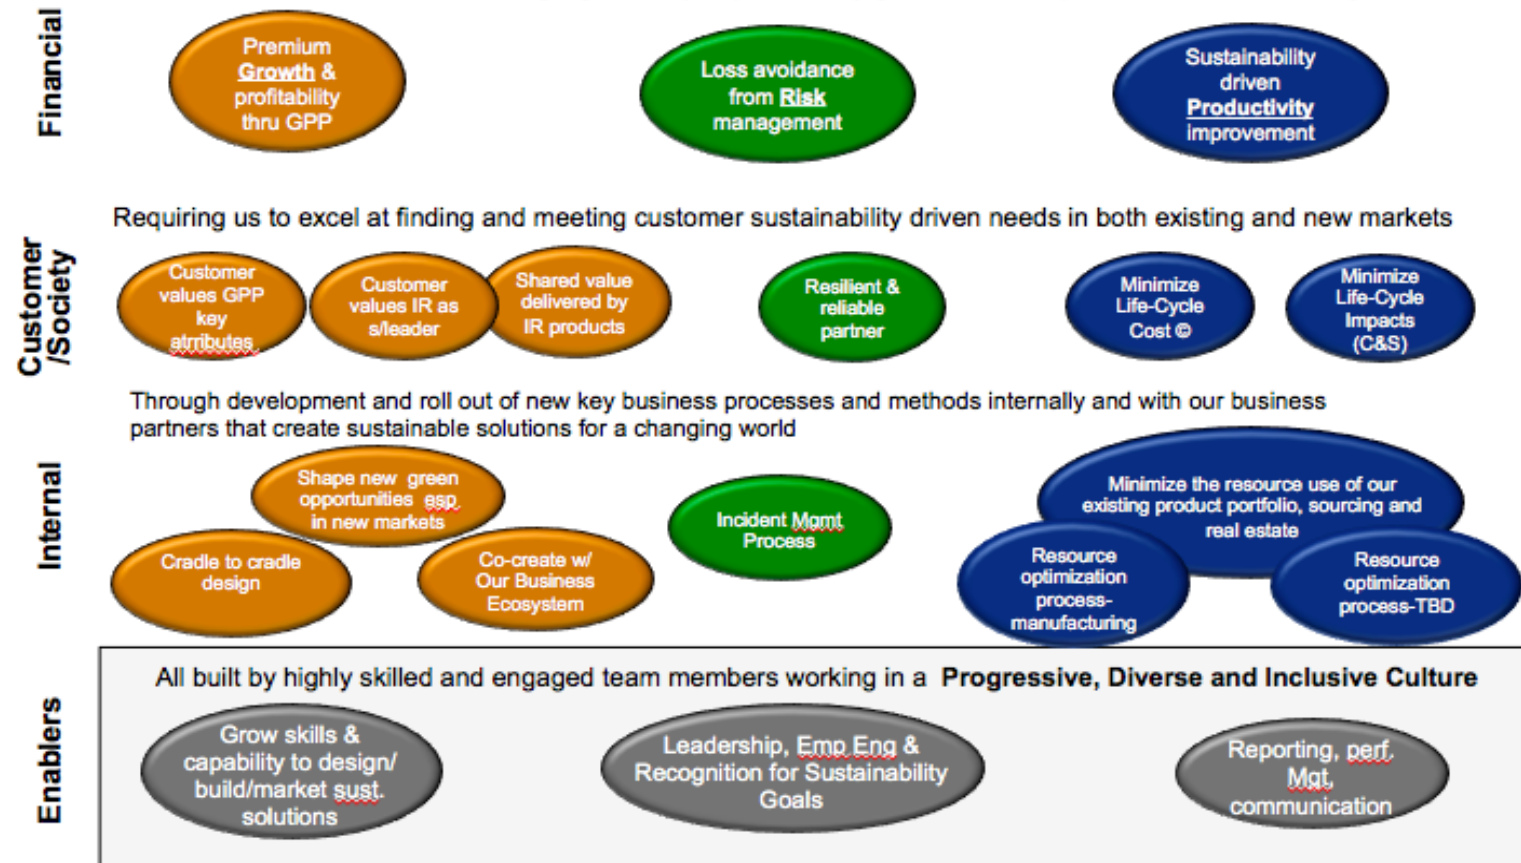 Financial
Premium
Growth &
profitability
thru GPP
Loss avoidance
from Risk
management
Sustainability
driven
Productivity
improvement
Requiring us to excel at finding and meeting customer sustainability driven needs in both existing and new markets
Customer
/Society
Customer
values GPP
key
atrributes
Customer
values IR as
s/leader
Shared value
delivered by
IR products
Resilient &
reliable
partner
Minimize
Life-Cycle
Cost ©
Minimize
Life-Cycle
Impacts
(C&S)
Through development and roll out of new key business processes and methods internally and with our business
partners that create sustainable solutions for a changing world
Internal
Shape new green
opportunities esp
in new markets
Cradle to cradle
design
Co-create w/
Our Business
Ecosystem
Incident Mgmt
Process
Minimize the resource use of our
existing product portfolio, sourcing and
real estate
Resource
optimization
process-
manufacturing
Resource
optimization
process-TBD
Enablers
All built by highly skilled and engaged team members working in a Progressive, Diverse and Inclusive Culture
Grow skills &
capability to design/
build/market sust.
solutions
Leadership, Emp Eng &
Recognition for Sustainability
Goals
Reporting, perf.
Mgt,
communication